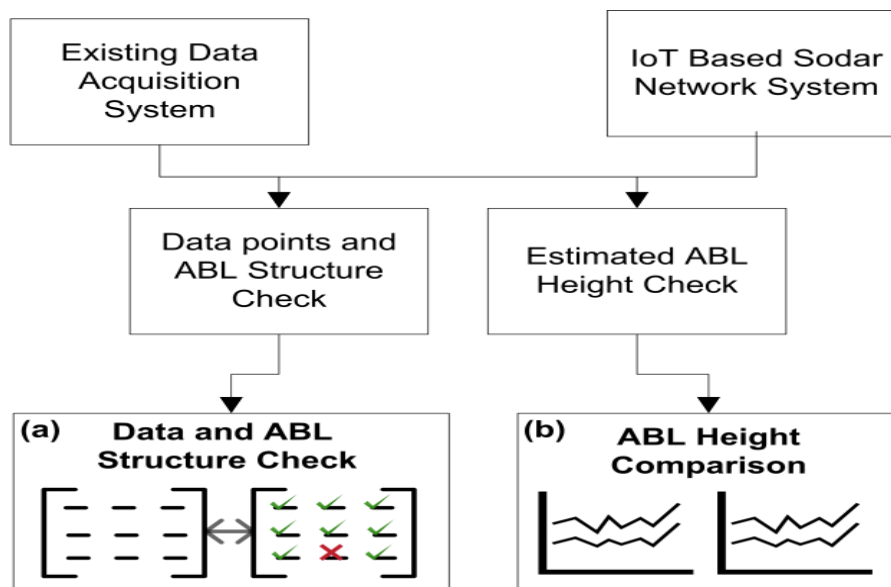 Existing Data
Acquisition
System
IoT Based Sodar
Network System
Data points and
ABL Structure
Check
Estimated ABL
Height Check
(a)
Data and ABL
Structure Check
(b)
ABL Height
Comparison